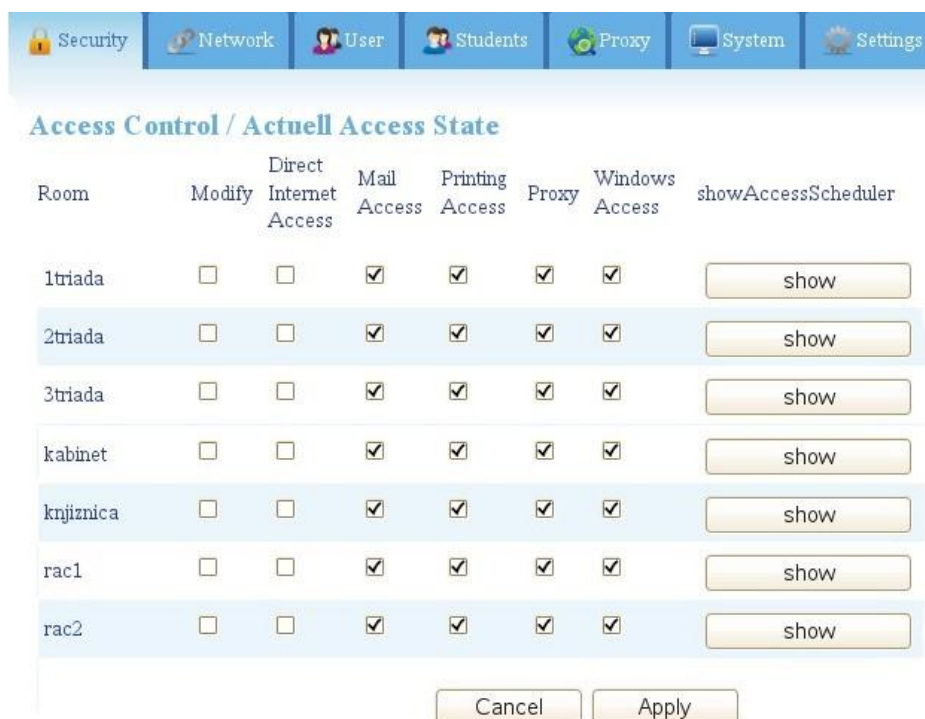 Security Network User Students Proxy System Settings
Access Control / Actuell Access State
Room Modify Direct Internet Access Mail Access Printing Access Proxy Windows Access showAccessScheduler
1triada show
2triada show
3triada show
kabinet show
knjiznica show
rac1 show
rac2 show
Cancel Apply